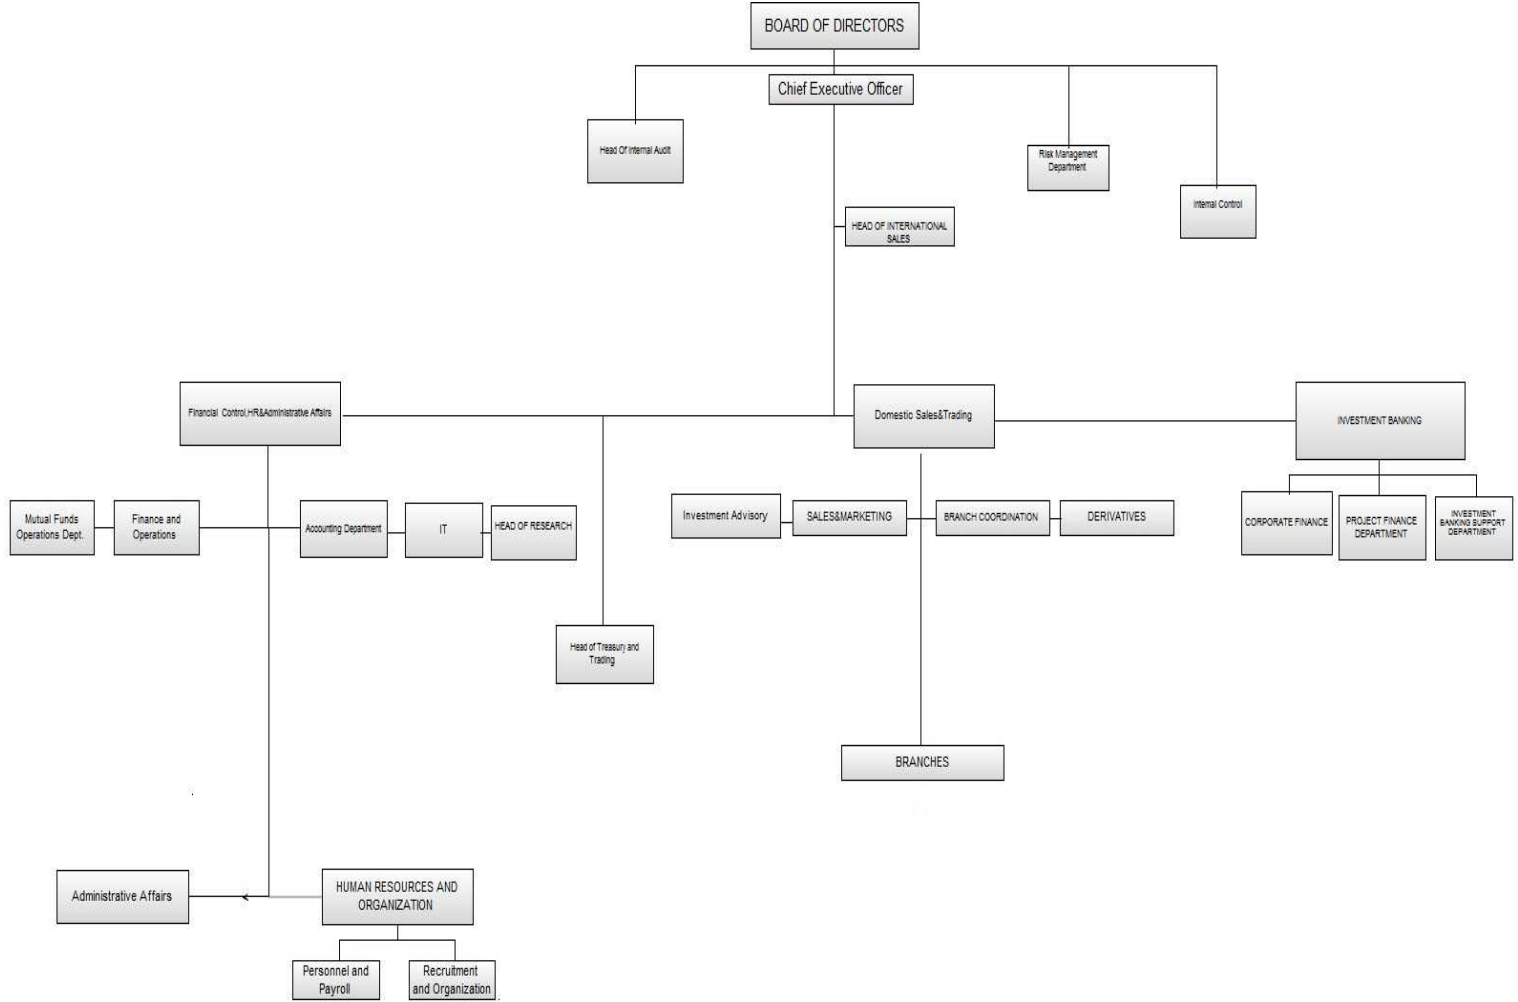 BOARD OF DIRECTORS
Chief Executive Officer
Head Of Internal Audit
Risk Management
Department
Internal Control
HEAD OF INTERNATIONAL
SALES
Financial Control,HR&Administrative Affairs
Domestic Sales&Trading
INVESTMENT BANKING
Mutual Funds
Operations Dept.
Finance and
Operations
Accounting Department
IT
HEAD OF RESEARCH
Investment Advisory
SALES&MARKETING
BRANCH COORDINATION
DERIVATIVES
CORPORATE FINANCE
PROJECT FINANCE
DEPARTMENT
INVESTMENT
BANKING SUPPORT
DEPARTMENT
Head of Treasury and
Trading
BRANCHES
Administrative Affairs
HUMAN RESOURCES AND
ORGANIZATION
Personnel and
Payroll
Recruitment
and Organization